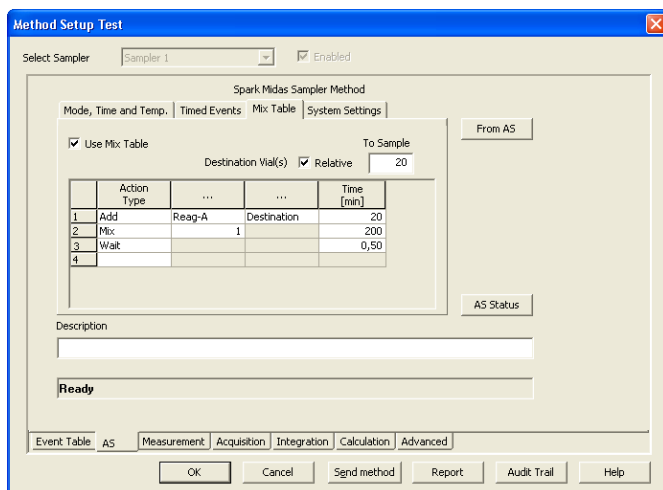 Method Setup Test
Select Sampler Sampler 1 Enabled
Spark Midas Sampler Method
Mode, Time and Temp. Timed Events Mix Table System Settings
From AS
Use Mix Table To Sample
Destination Vial(s) Relative 20
Action Type ... ... Time [min]
1 Add Reag-A Destination 20
2 Mix 1 200
3 Wait 0,50
4
AS Status
Description
Ready
Event Table AS Measurement Acquisition Integration Calculation Advanced
OK Cancel Send method Report Audit Trail Help